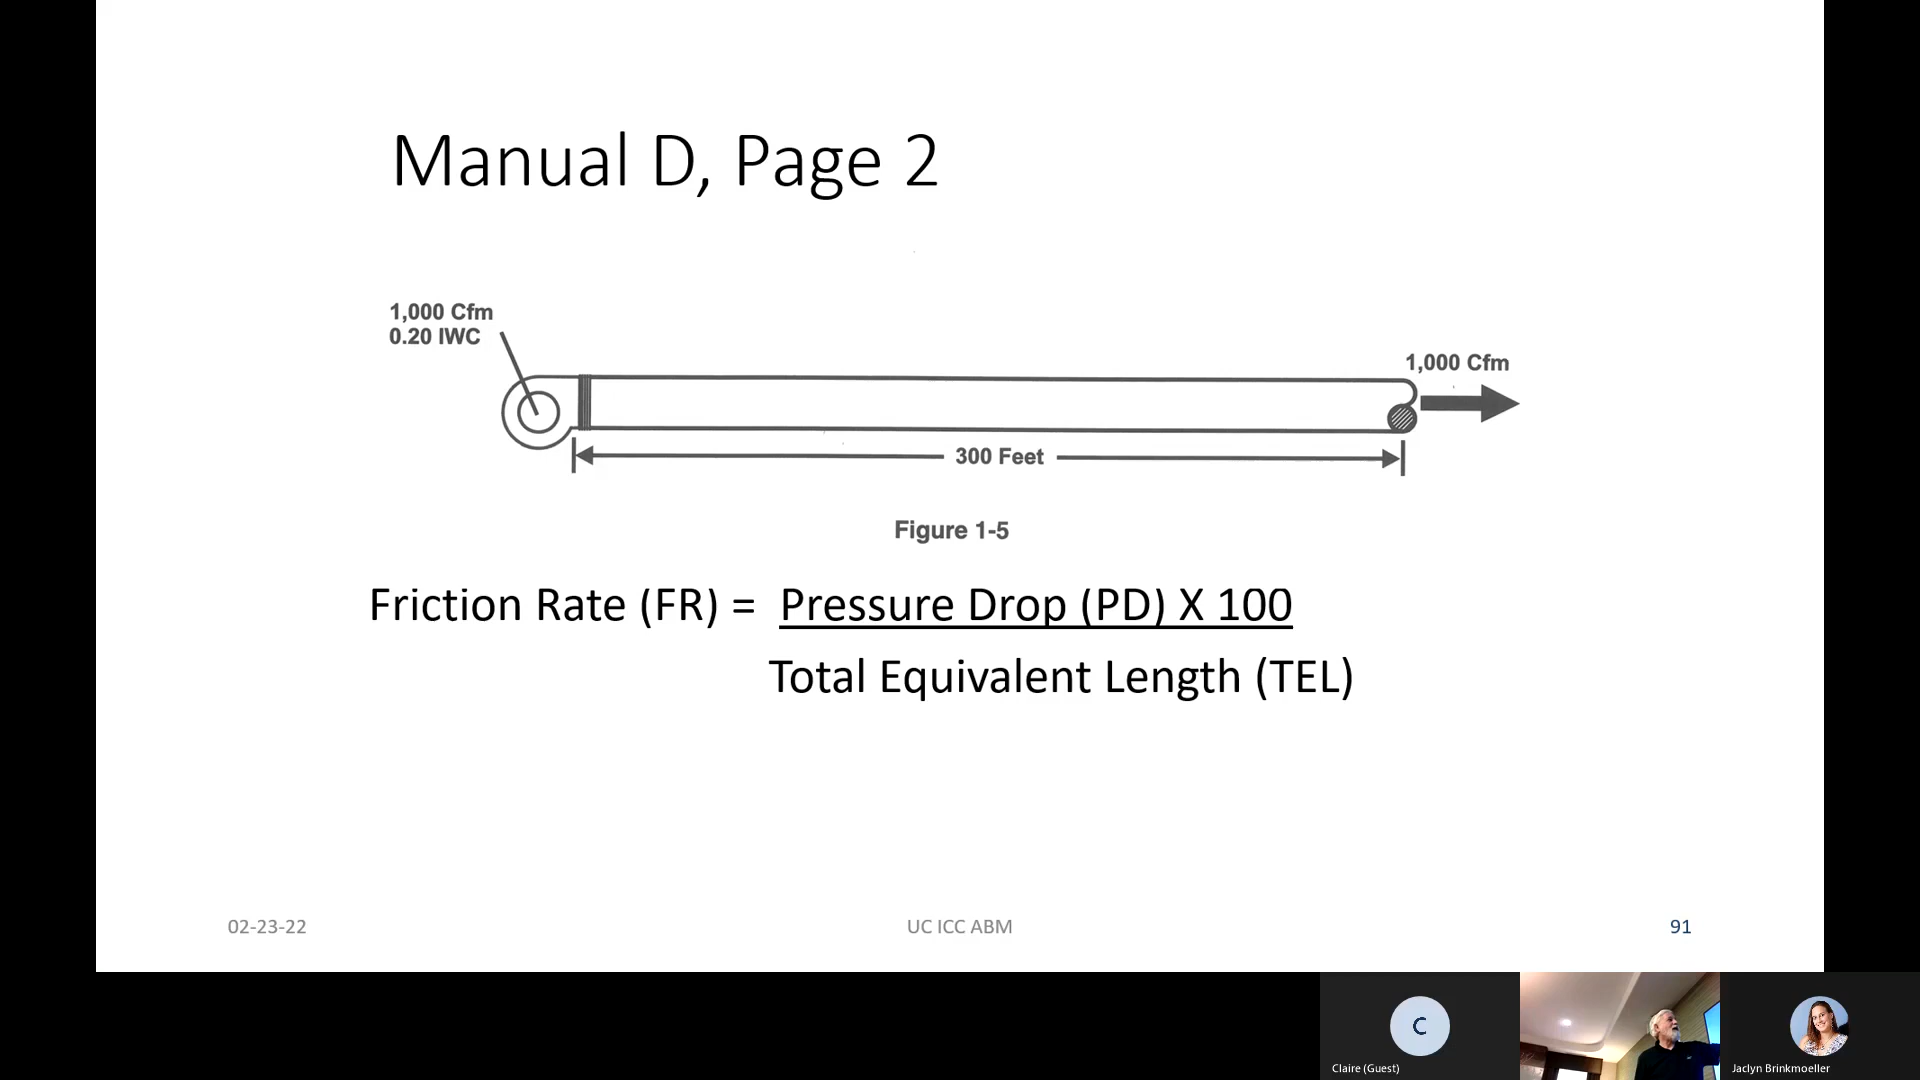 Manual D, Page 2
1,000 Cfm
0.20 IWC
1,000 Cfm
300 Feet
Figure 1-5
Friction Rate (FR) = Pressure Drop (PD) X 100
Total Equivalent Length (TEL)
02-23-22
UC ICC ABM
91
C
Claire (Guest)
Jaclyn Brinkmoeller